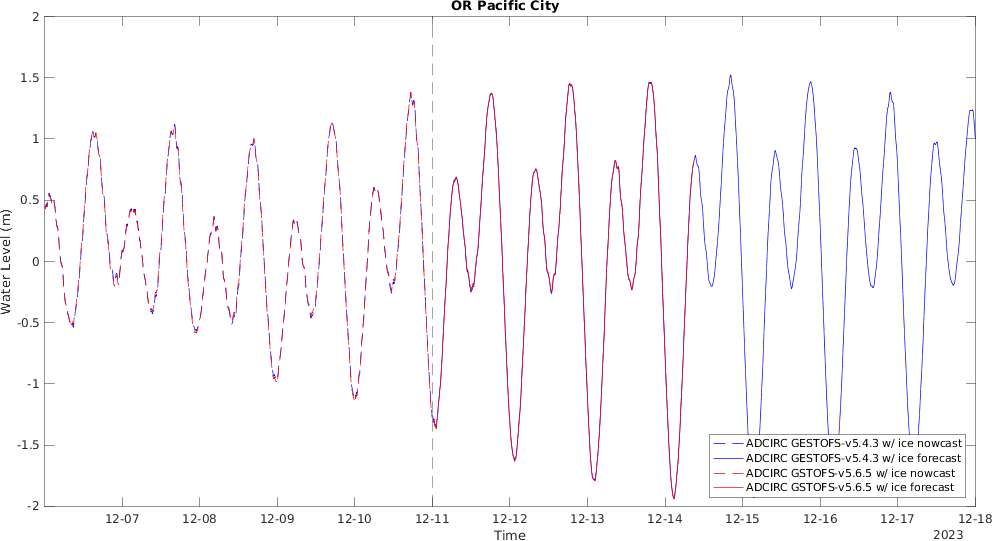 OR Pacific City
2
1.5
1
0.5
0
-0.5
-1
-1.5
-2
Water Level (m)
ADCIRC GESTOFS-v5.4.3 w/ ice nowcast
ADCIRC GESTOFS-v5.4.3 w/ ice forecast
ADCIRC GSTOFS-v5.6.5 w/ ice nowcast
ADCIRC GSTOFS-v5.6.5 w/ ice forecast
12-07 12-08 12-09 12-10 12-11 12-12 12-13 12-14 12-15 12-16 12-17 12-18
Time
2023